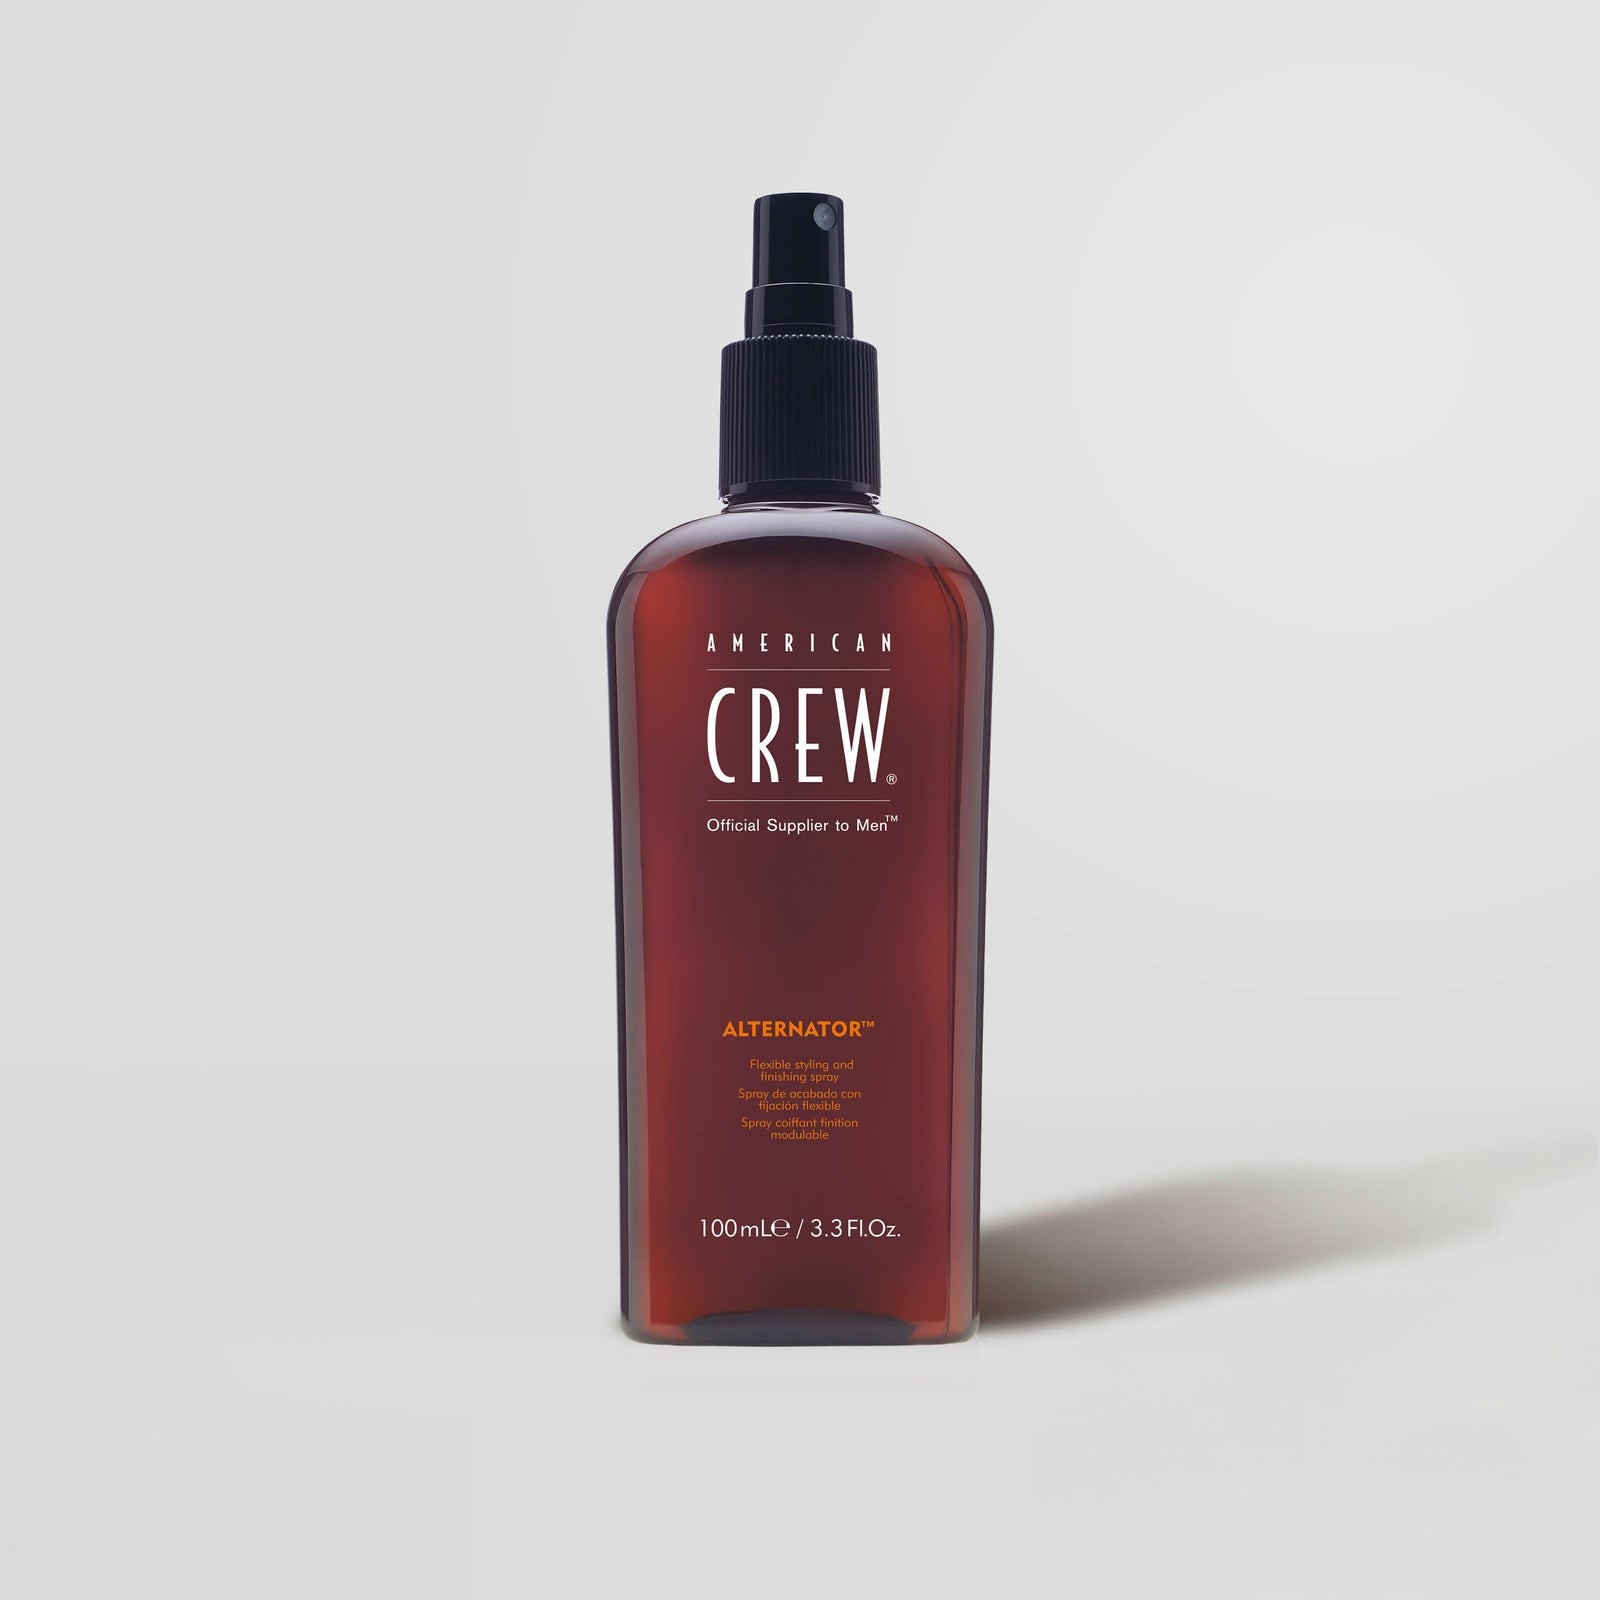 AMERICAN
CREW®
Official Supplier to Men™
ALTERNATOR™
Flexible styling and
finishing spray
Spray de acabado con
fijación flexible
Spray coiffant finition
modulable
100mL℮ / 3.3 Fl.Oz.